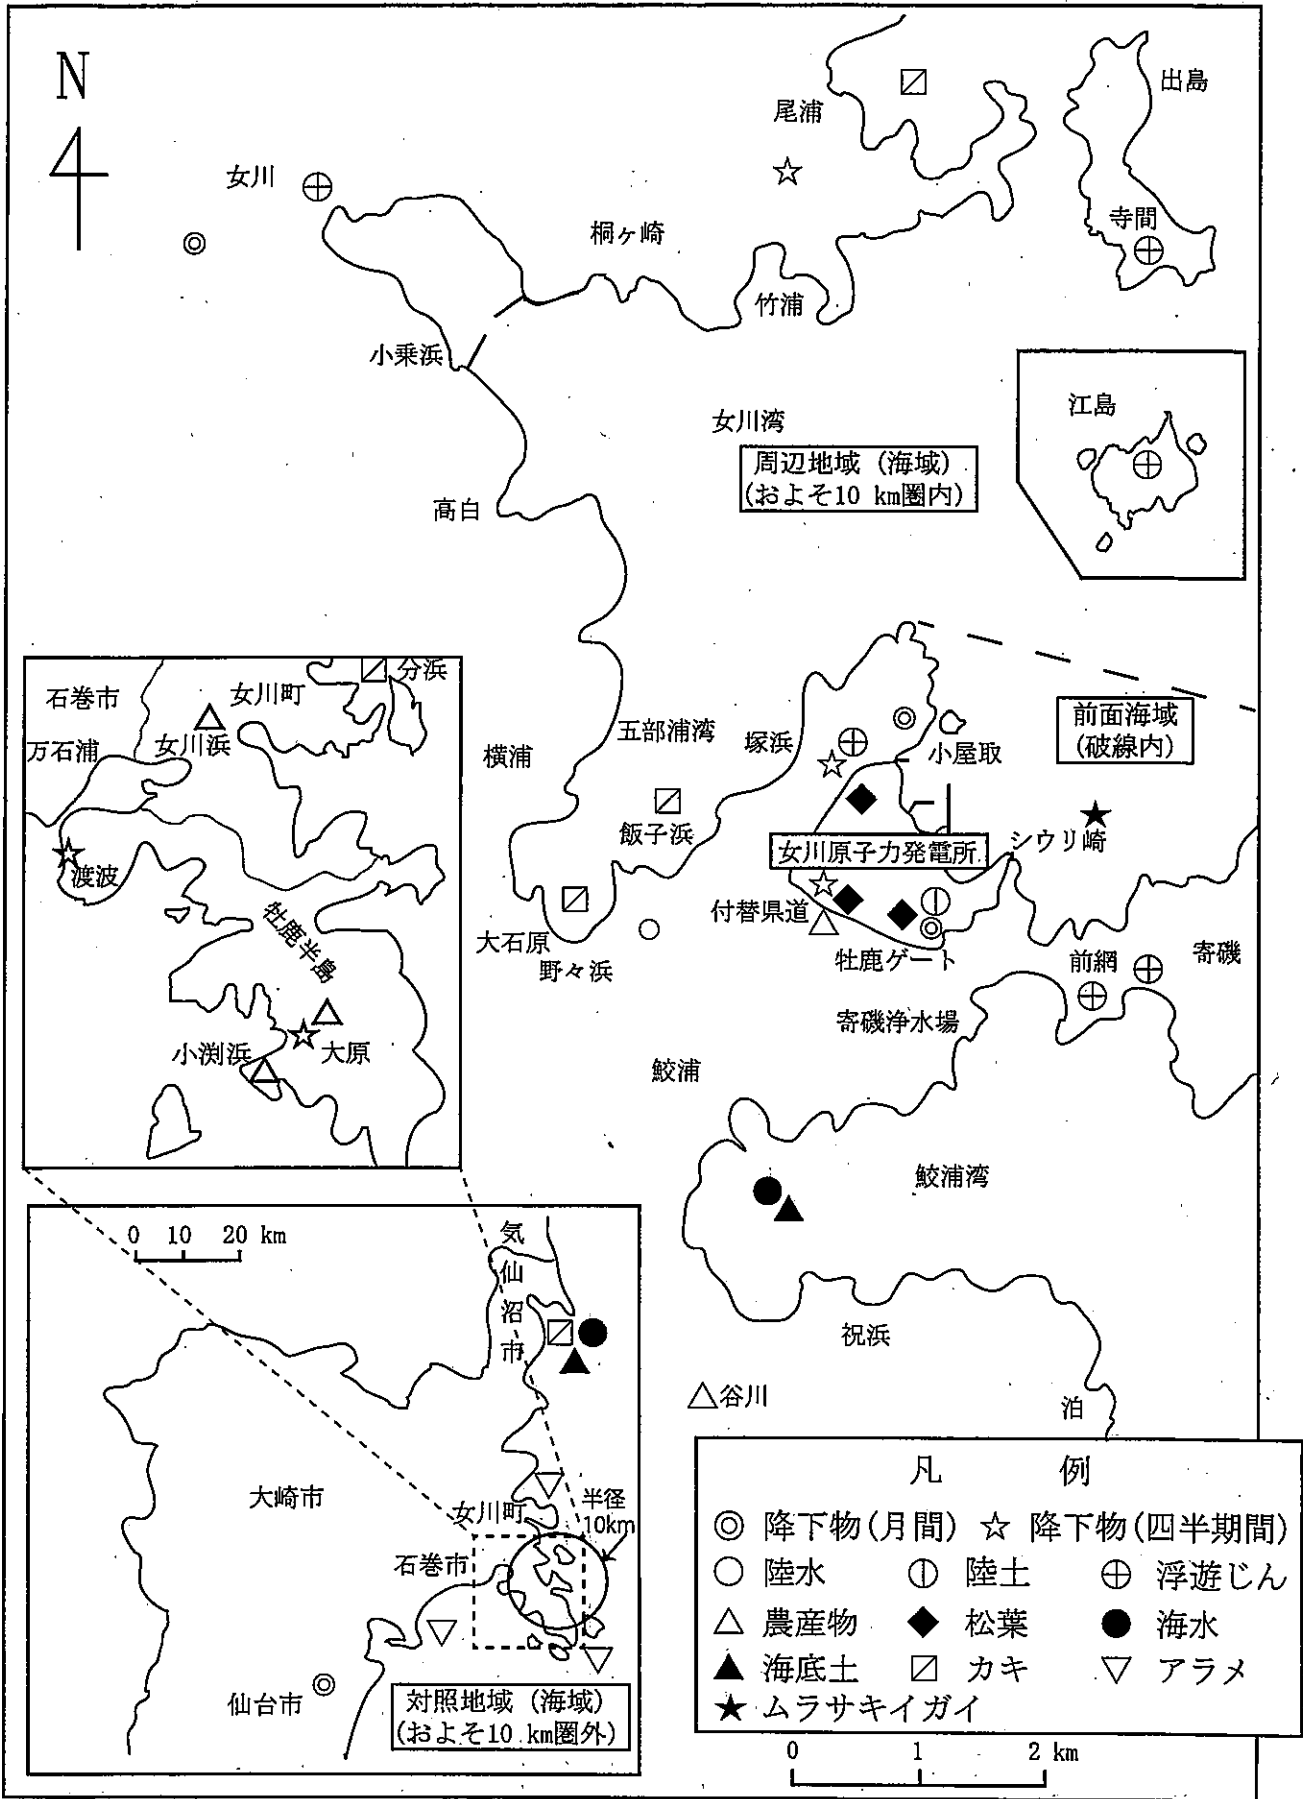 N
出島
尾浦
女川
寺間
桐ヶ崎
竹浦
小乗浜
江島
女川湾
周辺地域（海域）
(およそ10 km圏内)
高白
分浜
石巻市
女川町
万石浦
女川浜
渡波
牡鹿半島
小渕浜
大原
前面海域
(破線内)
五部浦湾
塚浜
小屋取
横浦
飯子浜
シウリ崎
女川原子力発電所
付替県道
大石原
野々浜
牡鹿ゲート
前網
寄磯
寄磯浄水場
鮫浦
鮫浦湾
祝浜
谷川
泊
0 10 20 km
気仙沼市
大崎市
女川町
半径
10km
石巻市
仙台市
対照地域（海域）
(およそ10 km圏外)
凡 例
◎ 降下物(月間) ☆ 降下物(四半期間)
○ 陸水 陸土 ⊕ 浮遊じん
△ 農産物 ◆ 松葉 ● 海水
▲ 海底土 カキ ▽ アラメ
★ ムラサキイガイ
0 1 2 km